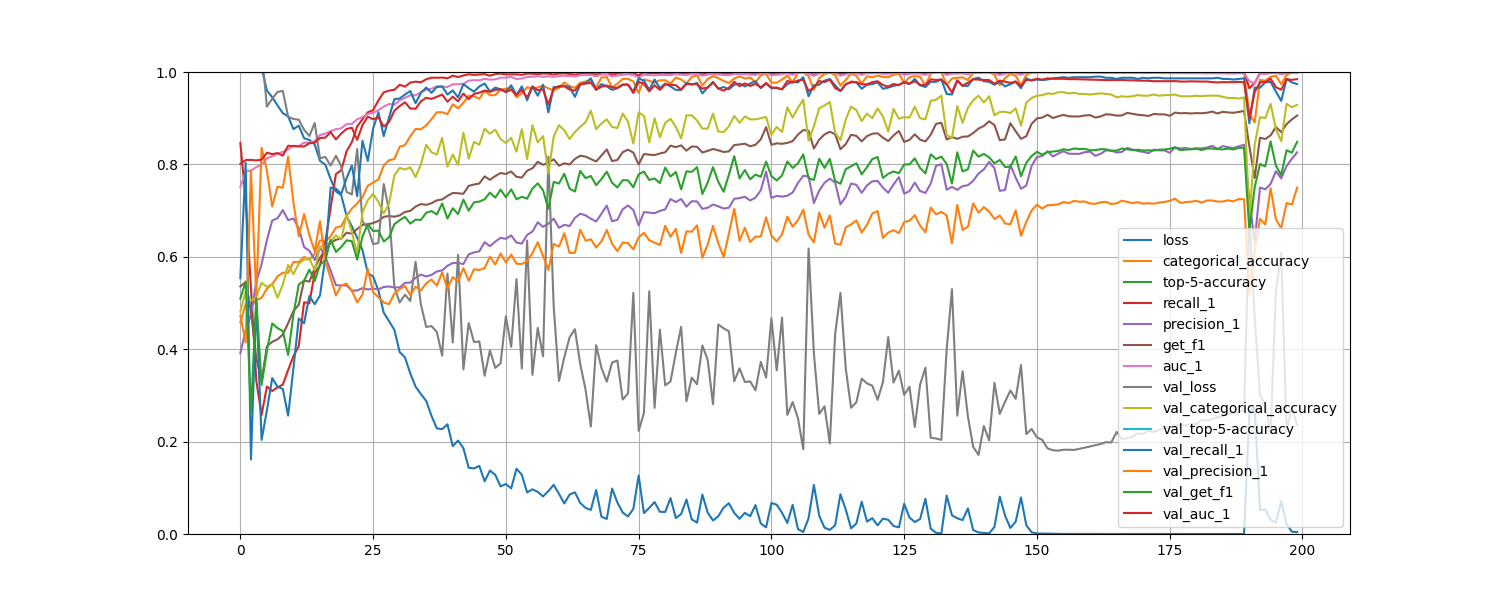 1.0
0.8
0.6
0.4
0.2
0.0
0 25 50 75 100 125 150 175 200
loss
categorical_accuracy
top-5-accuracy
recall_1
precision_1
get_f1
auc_1
val_loss
val_categorical_accuracy
val_top-5-accuracy
val_recall_1
val_precision_1
val_get_f1
val_auc_1